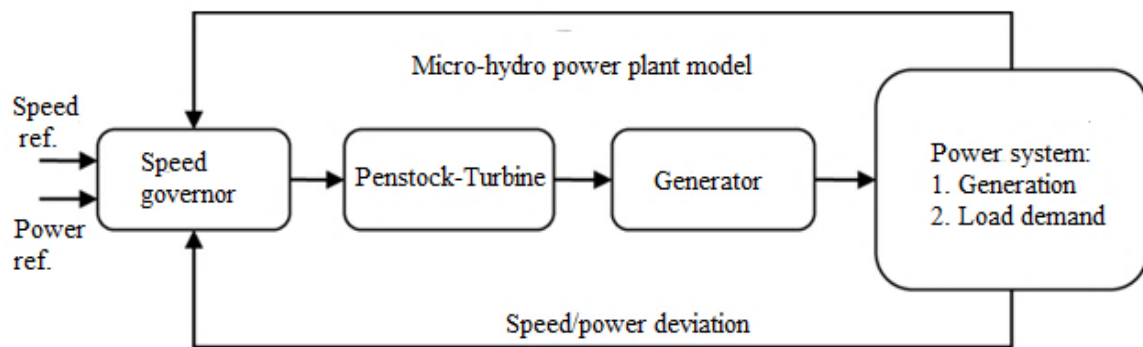 Micro-hydro power plant model
Speed
ref.
Speed
governor
Penstock-Turbine
Generator
Power system:
1. Generation
2. Load demand
Power
ref.
Speed/power deviation